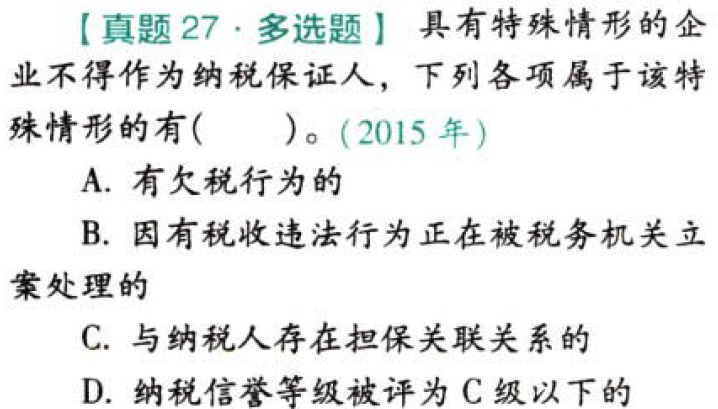 【真题 27·多选题】 具有特殊情形的企
业不得作为纳税保证人，下列各项属于该特
殊情形的有(　　)。(2015 年)
A. 有欠税行为的
B. 因有税收违法行为正在被税务机关立
案处理的
C. 与纳税人存在担保关联关系的
D. 纳税信誉等级被评为 C 级以下的